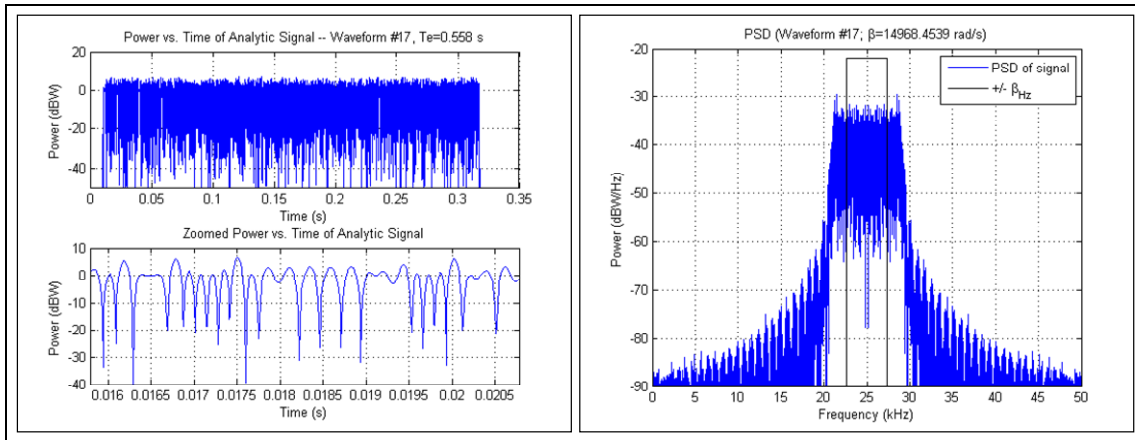 Power vs. Time of Analytic Signal -- Waveform #17, Te=0.558 s
20
0
-20
-40
Power (dBW)
0 0.05 0.1 0.15 0.2 0.25 0.3 0.35
Time (s)
Zoomed Power vs. Time of Analytic Signal
10
0
-10
-20
-30
-40
Power (dBW)
0.016 0.0165 0.017 0.0175 0.018 0.0185 0.019 0.0195 0.02 0.0205
Time (s)
PSD (Waveform #17; β=14968.4539 rad/s)
-20
-30
-40
-50
-60
-70
-80
-90
Power (dBW/Hz)
PSD of signal
+/- βHz
0 5 10 15 20 25 30 35 40 45 50
Frequency (kHz)